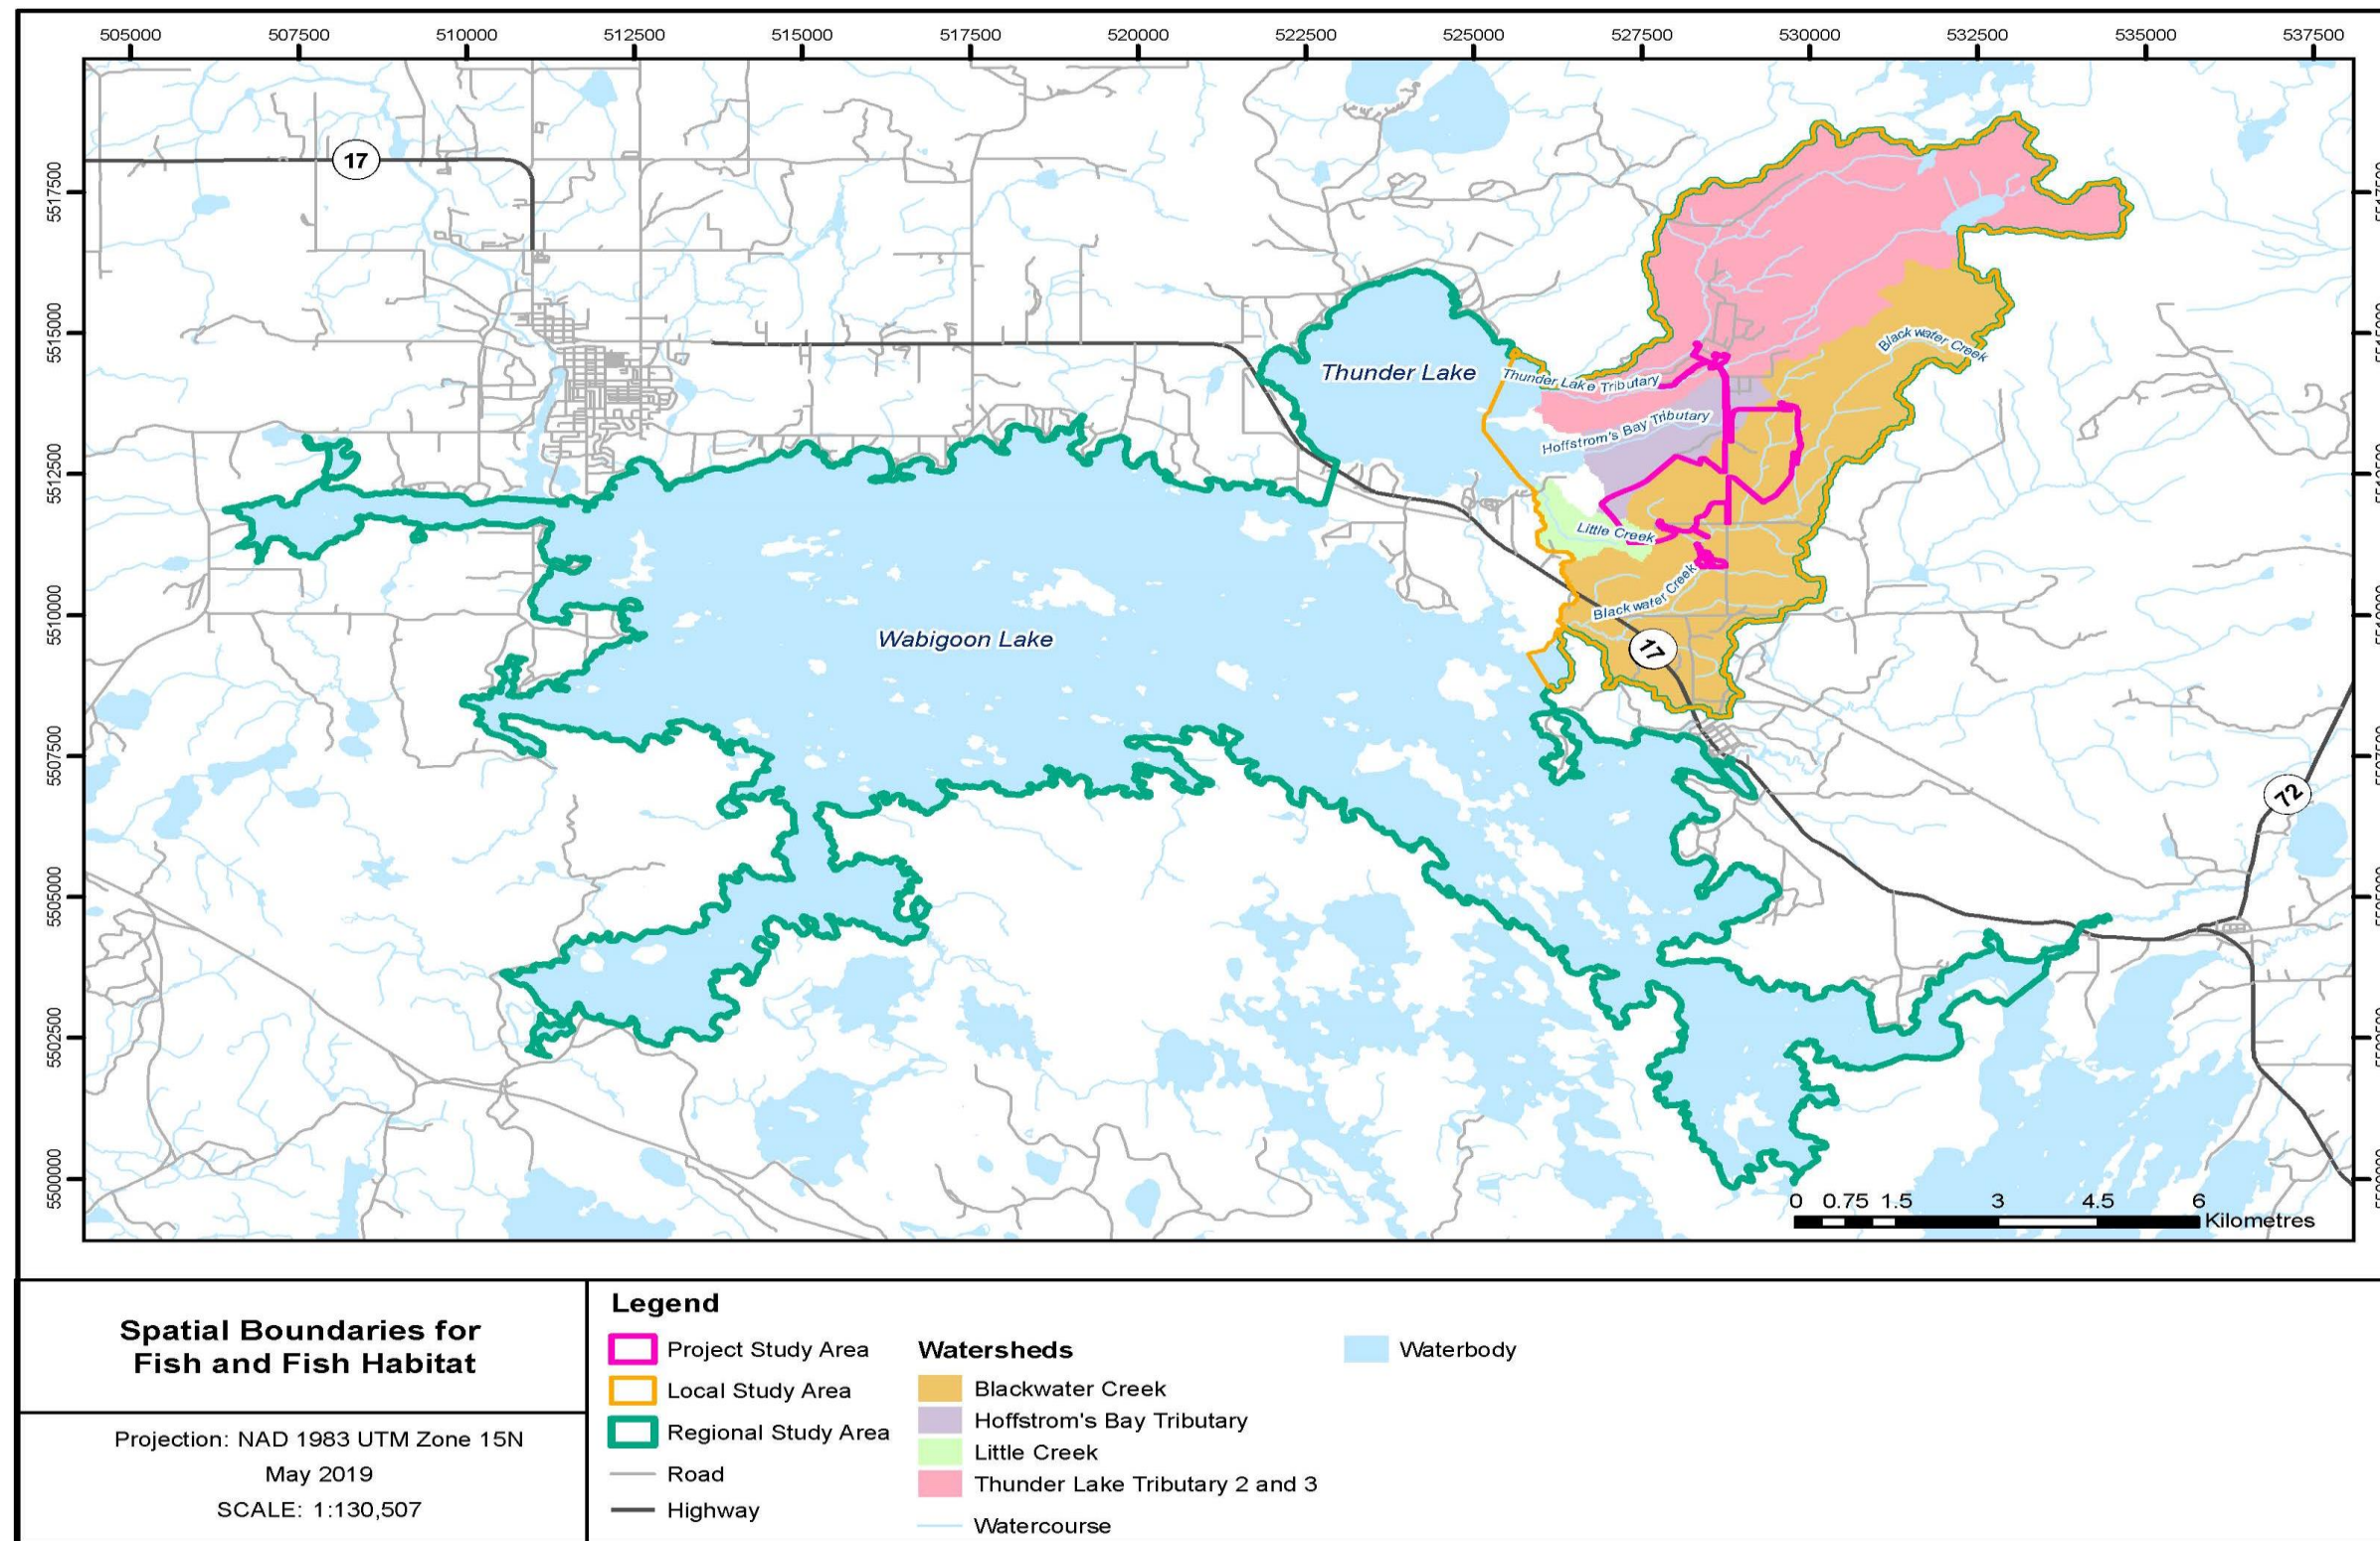 505000 507500 510000 512500 515000 517500 520000 522500 525000 527500 530000 532500 535000 537500
17
5517500
5515000
5512500
5510000
5507500
5505000
5502500
5500000
Thunder Lake
Wabigoon Lake
Thunder Lake Tributary
Hoffstrom's Bay Tributary
Blackwater Creek
Little Creek
Blackwater Creek
17
72
0 0.75 1.5 3 4.5 6
Kilometres
Spatial Boundaries for
Fish and Fish Habitat
Projection: NAD 1983 UTM Zone 15N
May 2019
SCALE: 1:130,507
Legend
Project Study Area
Local Study Area
Regional Study Area
Road
Highway
Watersheds
Blackwater Creek
Hoffstrom's Bay Tributary
Little Creek
Thunder Lake Tributary 2 and 3
Watercourse
Waterbody